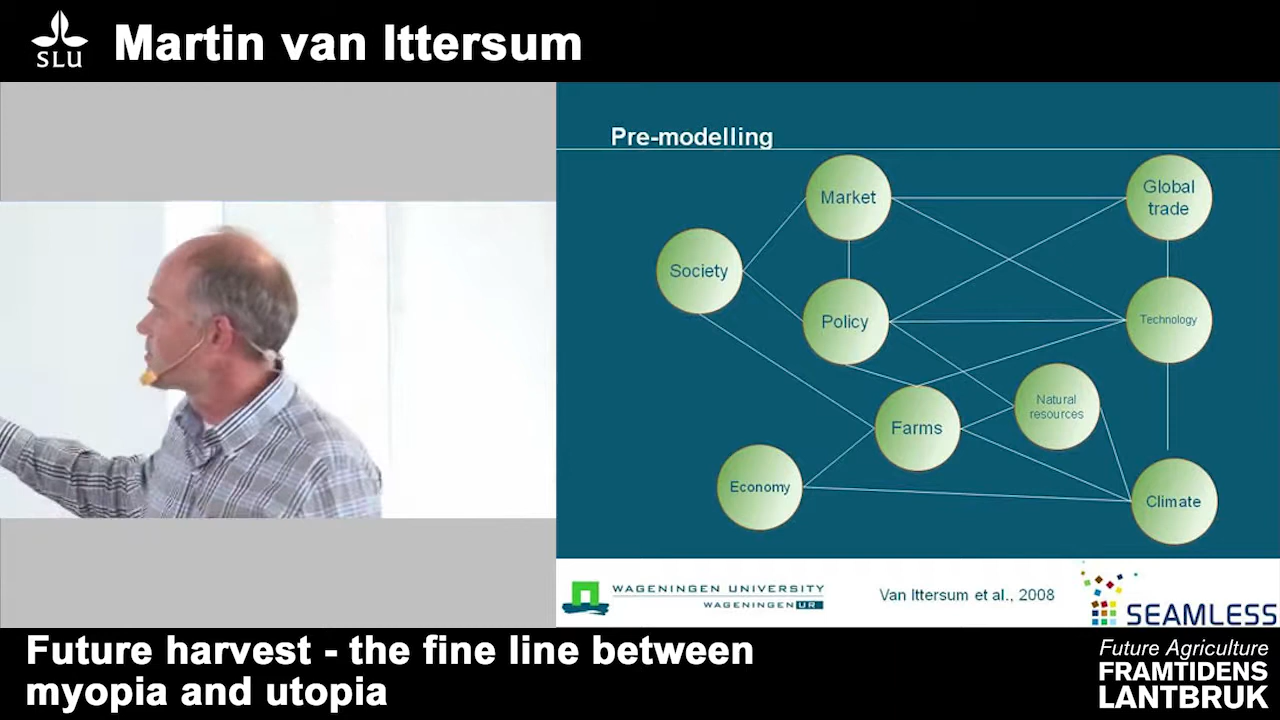 SLU
Martin van Ittersum
Pre-modelling
Market
Global
trade
Society
Policy
Technology
Natural
resources
Farms
Economy
Climate
WAGENINGEN UNIVERSITY
WAGENINGEN UR
Van Ittersum et al., 2008
SEAMLESS
Future harvest - the fine line between
myopia and utopia
Future Agriculture
FRAMTIDENS
LANTBRUK